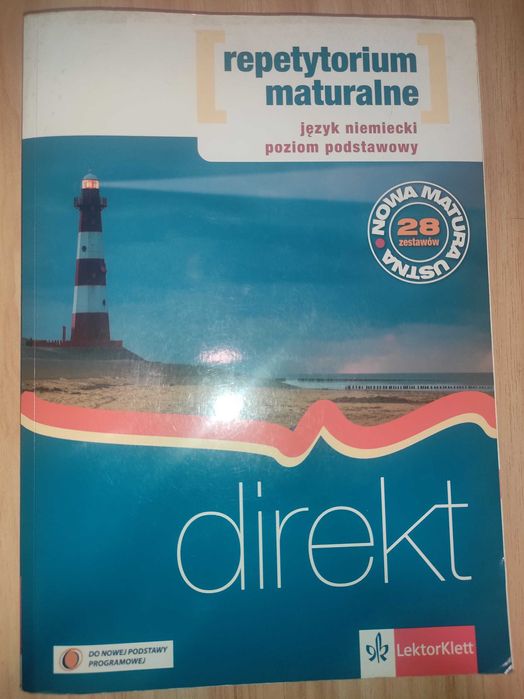 [repetytorium
maturalne]
język niemiecki
poziom podstawowy
NOWA MATURA USTNA
28
zestawów
direkt
DO NOWEJ PODSTAWY
PROGRAMOWEJ
LektorKlett